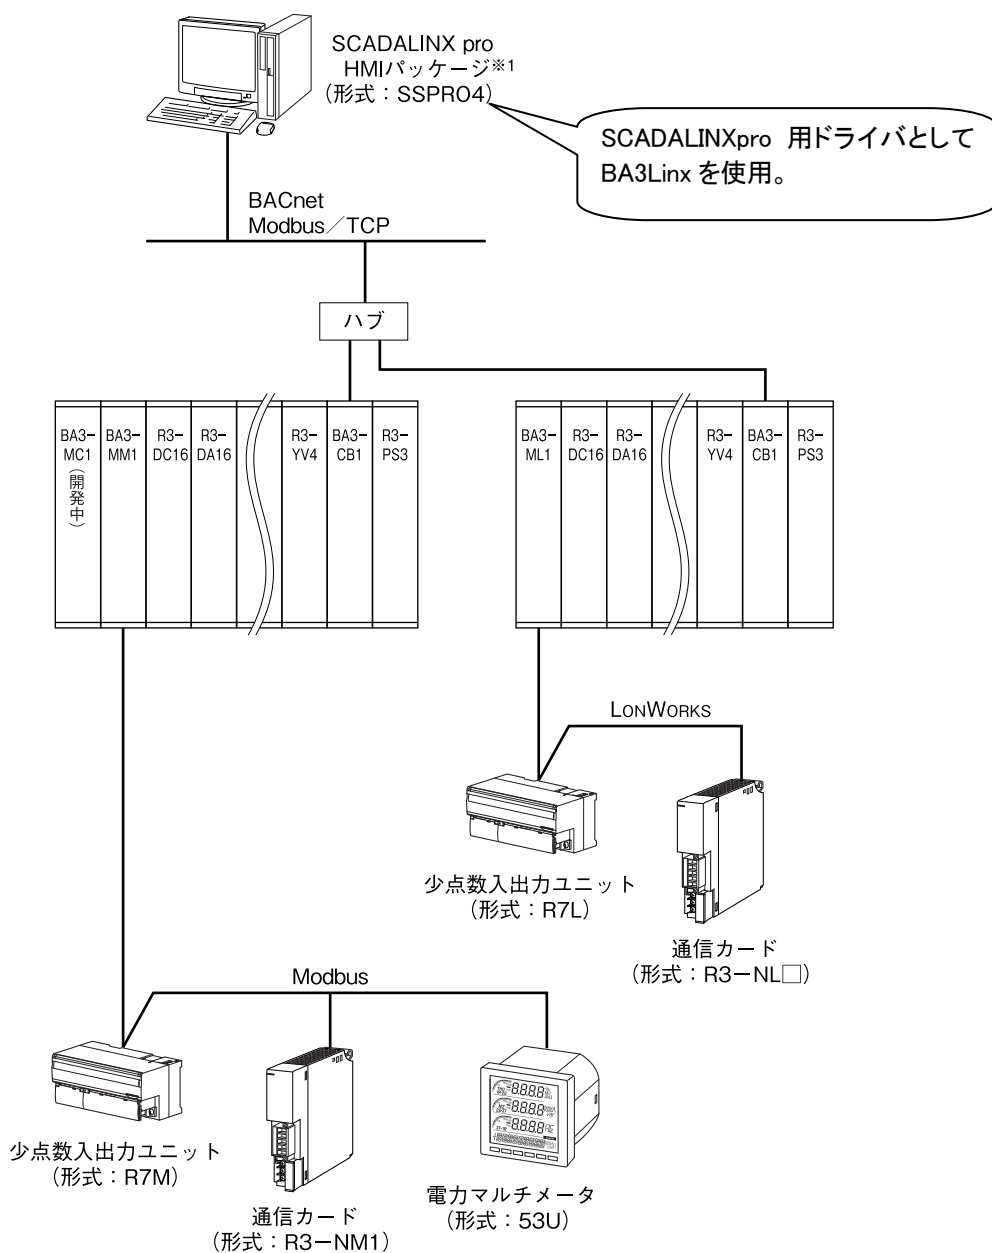 SCADALINX pro
HMIパッケージ※1
（形式：SSPRO4）
SCADALINXpro 用ドライバとして
BA3Linx を使用。
BACnet
Modbus／TCP
ハブ
BA3−
MC1
（開発中）
BA3−
MM1
R3−
DC16
R3−
DA16
R3−
YV4
BA3−
CB1
R3−
PS3
BA3−
ML1
R3−
DC16
R3−
DA16
R3−
YV4
BA3−
CB1
R3−
PS3
LONWORKS
少点数入出力ユニット
（形式：R7L）
通信カード
（形式：R3−NL□）
Modbus
少点数入出力ユニット
（形式：R7M）
通信カード
（形式：R3−NM1）
電力マルチメータ
（形式：53U）